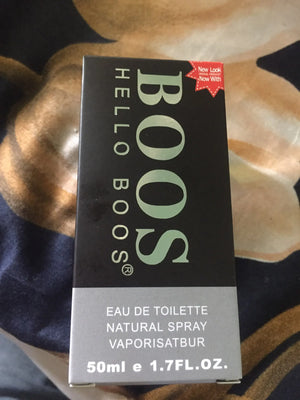 New Look
Now With
BOOS
HELLO BOOS®
EAU DE TOILETTE
NATURAL SPRAY
VAPORISATBUR
50ml e 1.7FL.OZ.